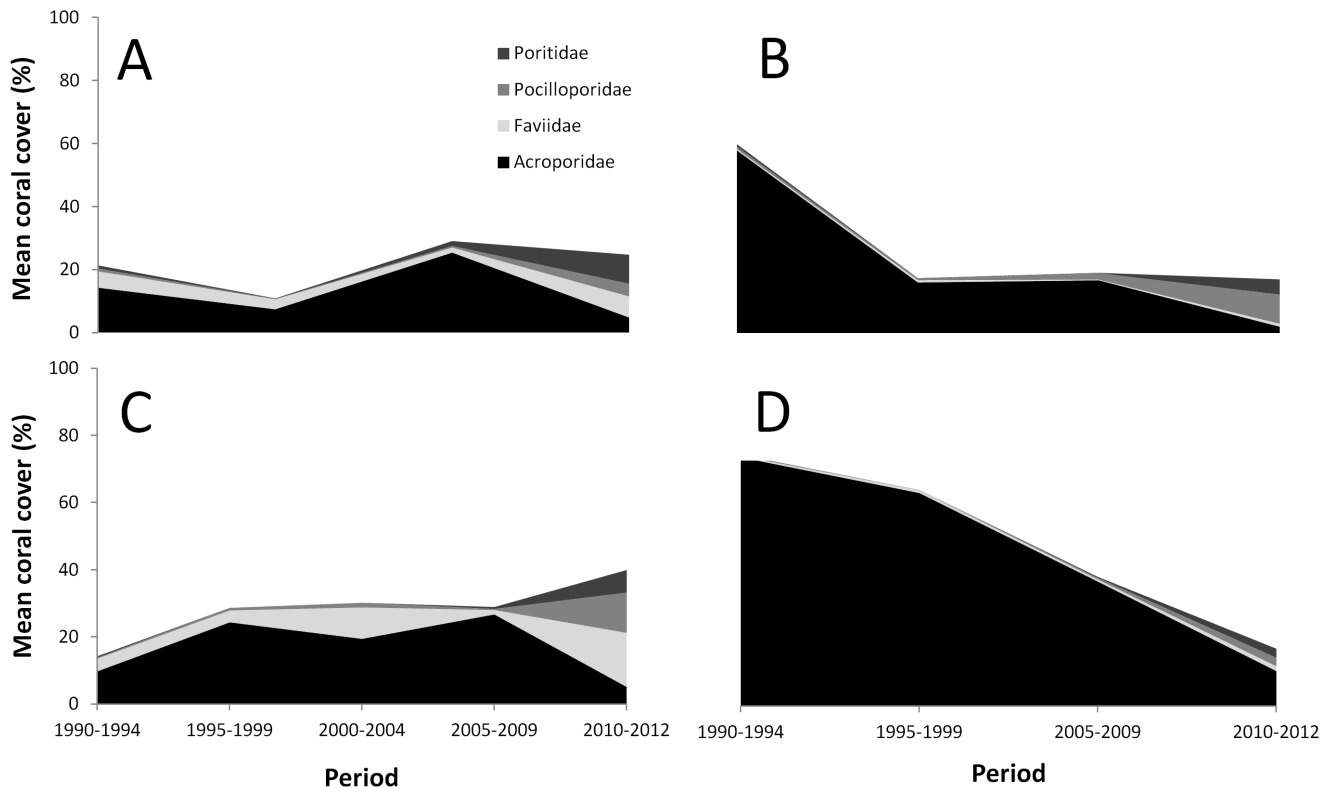 A
Mean coral cover (%)
100
80
60
40
20
0
Poritidae
Pocilloporidae
Faviidae
Acroporidae
B
C
Mean coral cover (%)
100
80
60
40
20
0
1990-1994 1995-1999 2000-2004 2005-2009 2010-2012
Period
D
1990-1994 1995-1999 2005-2009 2010-2012
Period